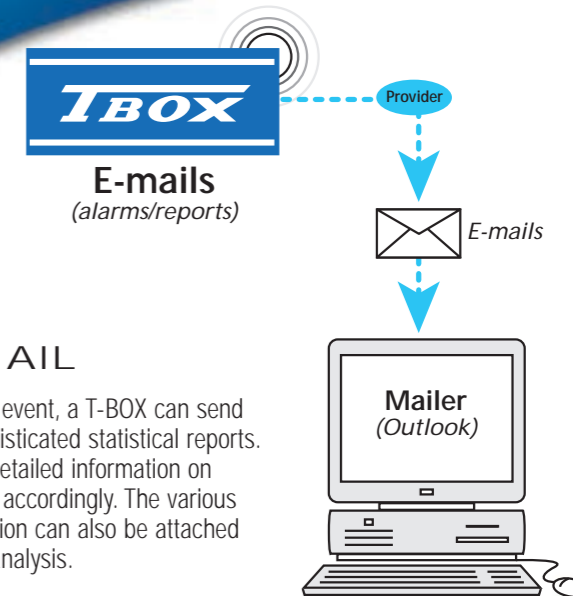 TBOX
Provider
E-mails
(alarms/reports)
E-mails
AIL
event, a T-BOX can send
isticated statistical reports.
etailed information on
accordingly. The various
ion can also be attached
nalysis.
Mailer
(Outlook)